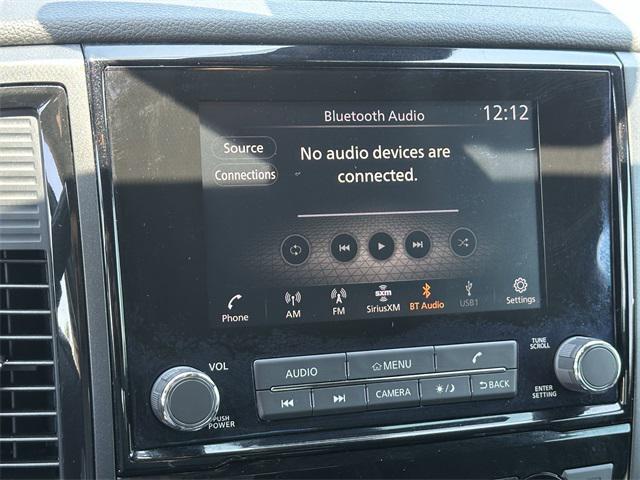 Bluetooth Audio
12:12
Source
Connections
No audio devices are
connected.
Phone
AM
FM
sxm
SiriusXM
BT Audio
USB1
Settings
VOL
PUSH
POWER
AUDIO
MENU
CAMERA
BACK
TUNE
SCROLL
ENTER
SETTING